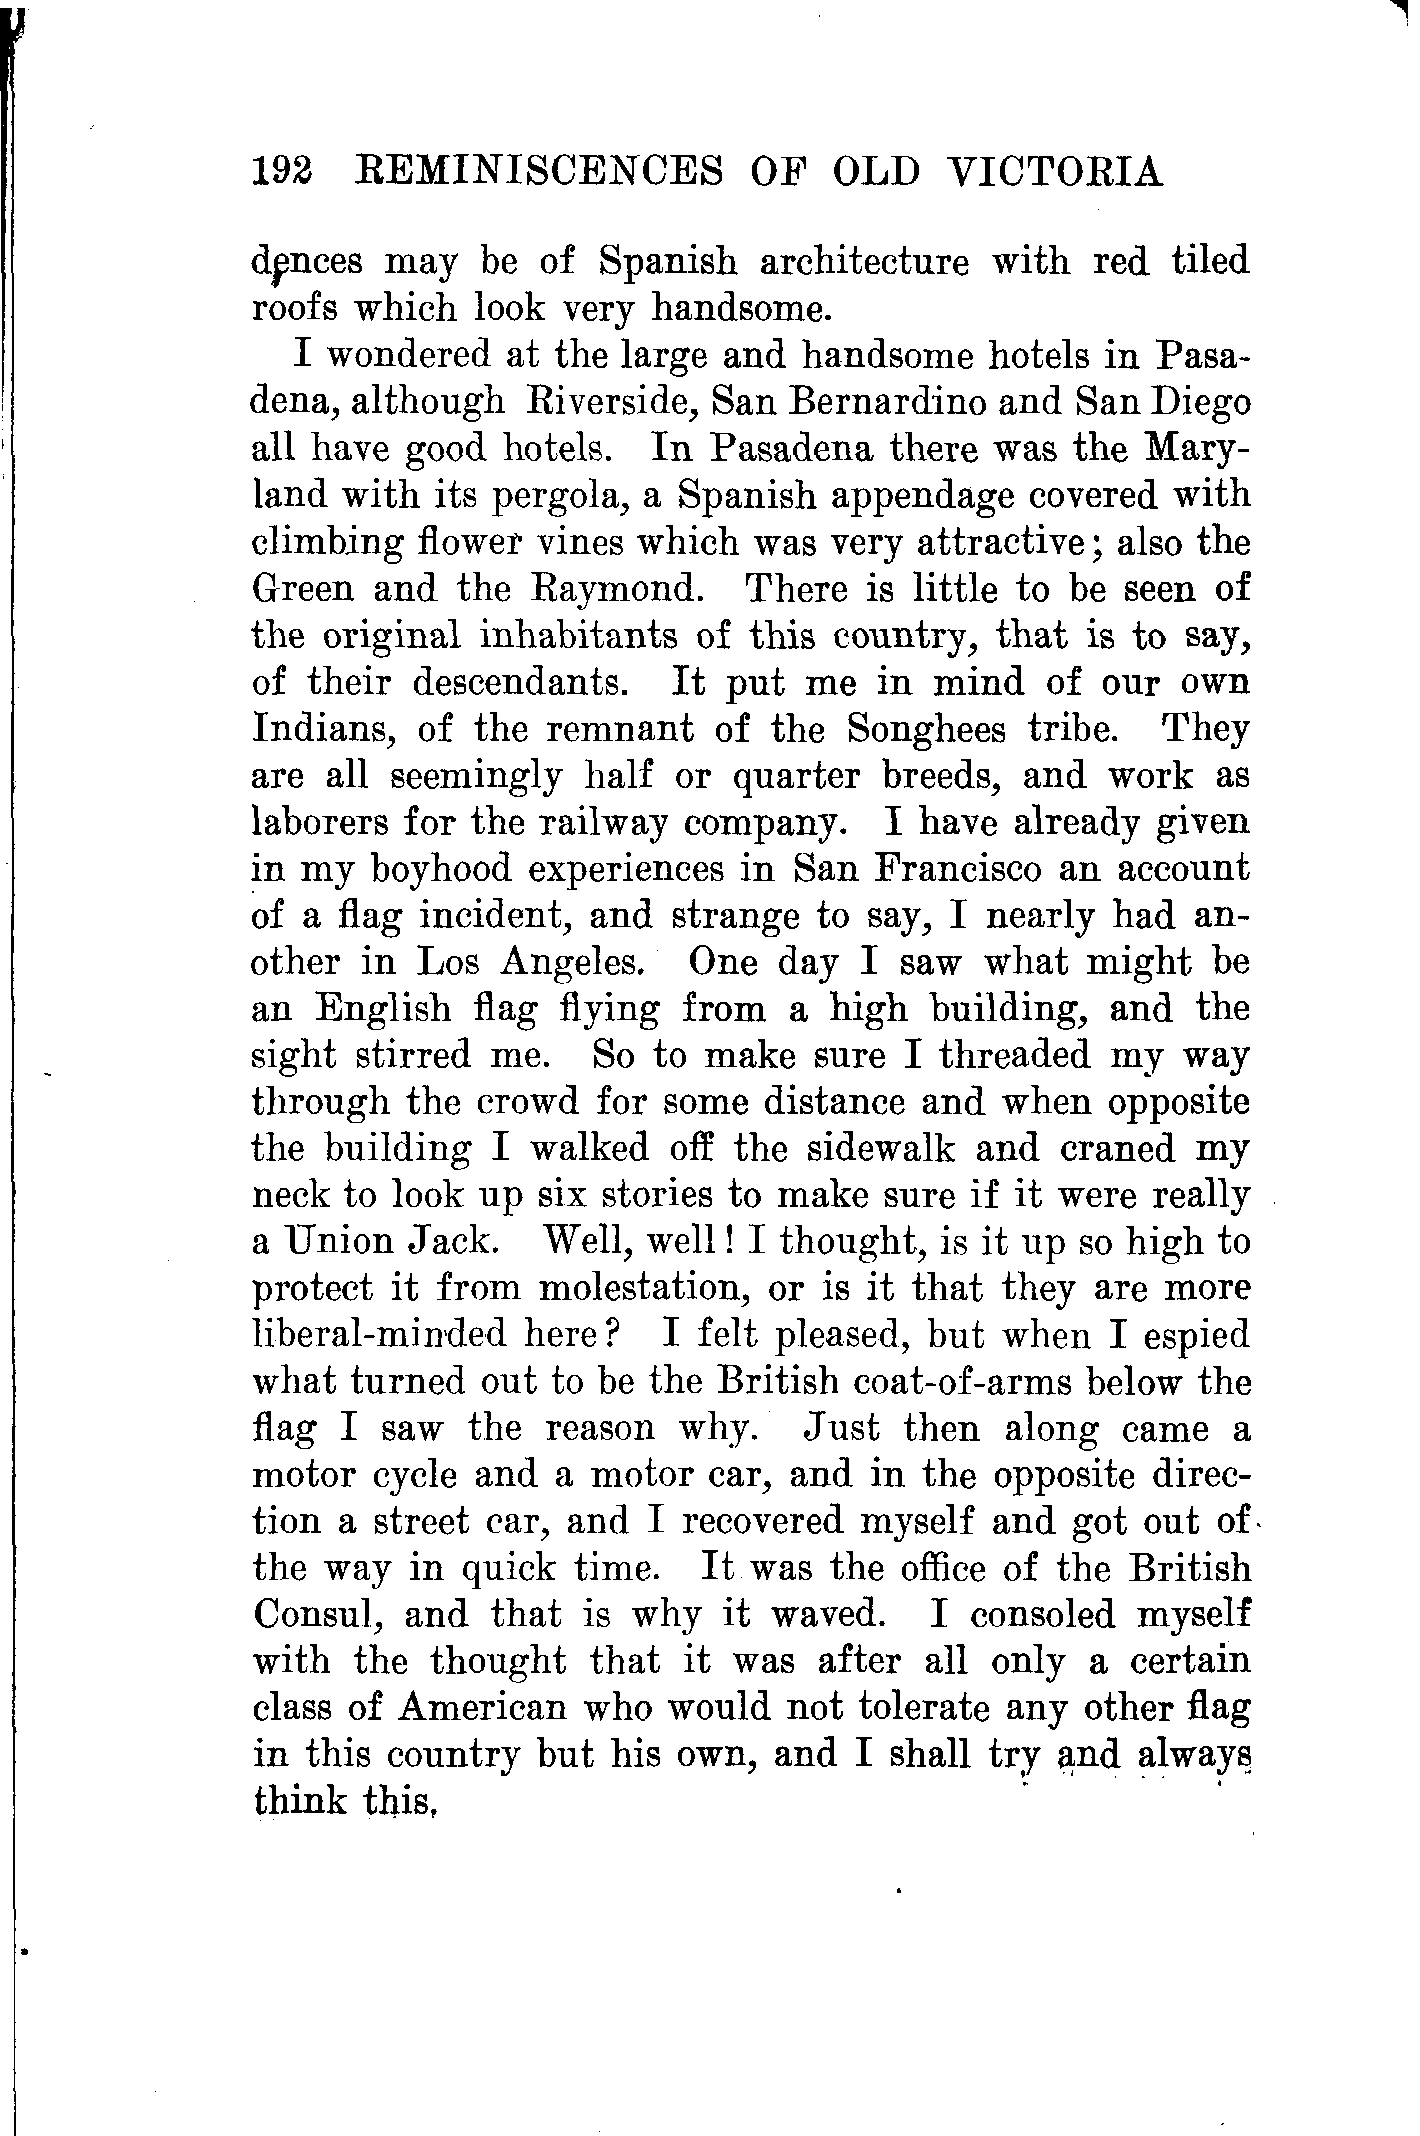 192 REMINISCENCES OF OLD VICTORIA
dences may be of Spanish architecture with red tiled
roofs which look very handsome.
I wondered at the large and handsome hotels in Pasa-
dena, although Riverside, San Bernardino and San Diego
all have good hotels. In Pasadena there was the Mary-
land with its pergola, a Spanish appendage covered with
climbing flower vines which was very attractive; also the
Green and the Raymond. There is little to be seen of
the original inhabitants of this country, that is to say,
of their descendants. It put me in mind of our own
Indians, of the remnant of the Songhees tribe. They
are all seemingly half or quarter breeds, and work as
laborers for the railway company. I have already given
in my boyhood experiences in San Francisco an account
of a flag incident, and strange to say, I nearly had an-
other in Los Angeles. One day I saw what might be
an English flag flying from a high building, and the
sight stirred me. So to make sure I threaded my way
through the crowd for some distance and when opposite
the building I walked off the sidewalk and craned my
neck to look up six stories to make sure if it were really
a Union Jack. Well, well! I thought, is it up so high to
protect it from molestation, or is it that they are more
liberal-minded here? I felt pleased, but when I espied
what turned out to be the British coat-of-arms below the
flag I saw the reason why. Just then along came a
motor cycle and a motor car, and in the opposite direc-
tion a street car, and I recovered myself and got out of
the way in quick time. It was the office of the British
Consul, and that is why it waved. I consoled myself
with the thought that it was after all only a certain
class of American who would not tolerate any other flag
in this country but his own, and I shall try and always
think this.